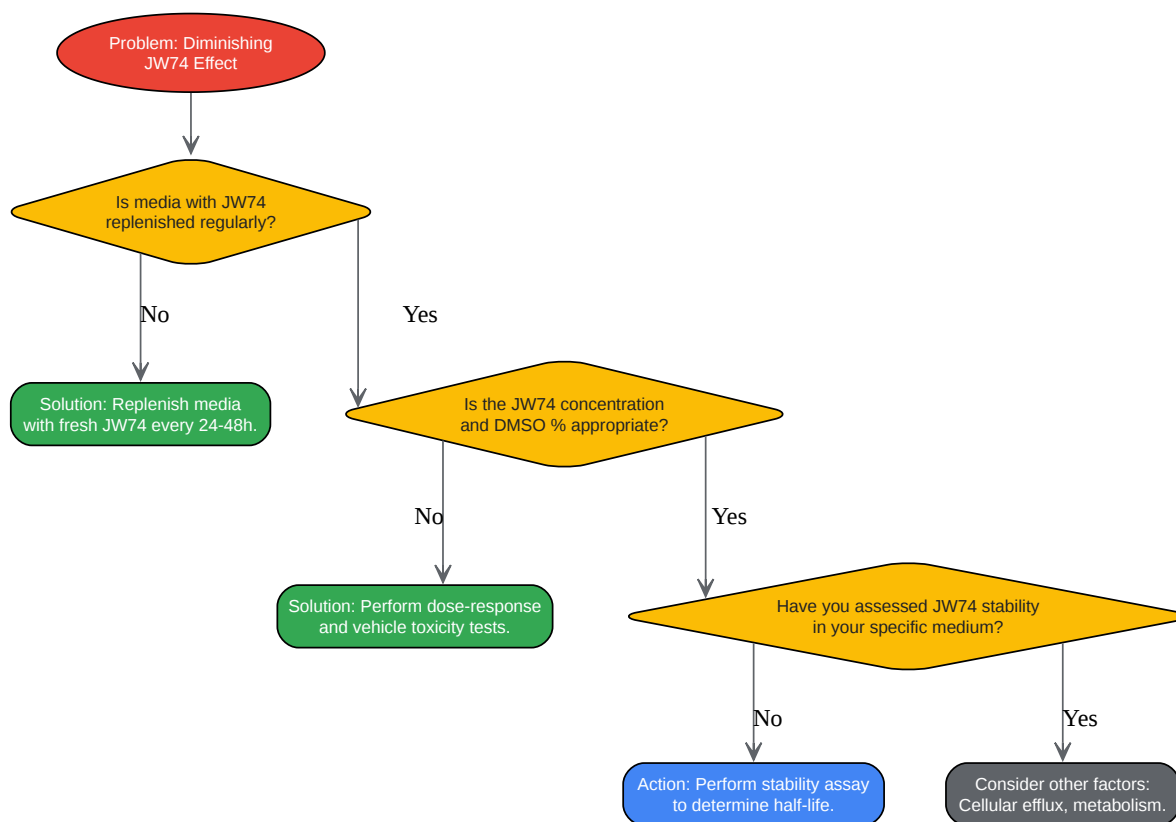 Problem: Diminishing
JW74 Effect
Is media with JW74
replenished regularly?
No
Yes
Solution: Replenish media
with fresh JW74 every 24-48h.
Is the JW74 concentration
and DMSO % appropriate?
No
Yes
Solution: Perform dose-response
and vehicle toxicity tests.
Have you assessed JW74 stability
in your specific medium?
No
Yes
Action: Perform stability assay
to determine half-life.
Consider other factors:
Cellular efflux, metabolism.